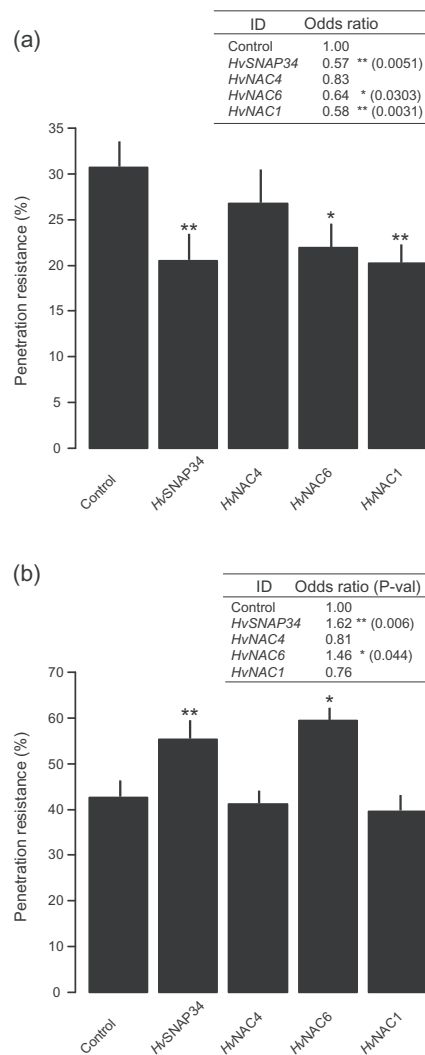 (a)
ID Odds ratio
Control 1.00
HvSNAP34 0.57 ** (0.0051)
HvNAC4 0.83
HvNAC6 0.64 * (0.0303)
HvNAC1 0.58 ** (0.0031)
Penetration resistance (%)
35
30
25
20
15
10
5
0
** * **
Control HvSNAP34 HvNAC4 HvNAC6 HvNAC1
(b)
ID Odds ratio (P-val)
Control 1.00
HvSNAP34 1.62 ** (0.006)
HvNAC4 0.81
HvNAC6 1.46 * (0.044)
HvNAC1 0.76
Penetration resistance (%)
70
60
50
40
30
20
10
0
** *
Control HvSNAP34 HvNAC4 HvNAC6 HvNAC1